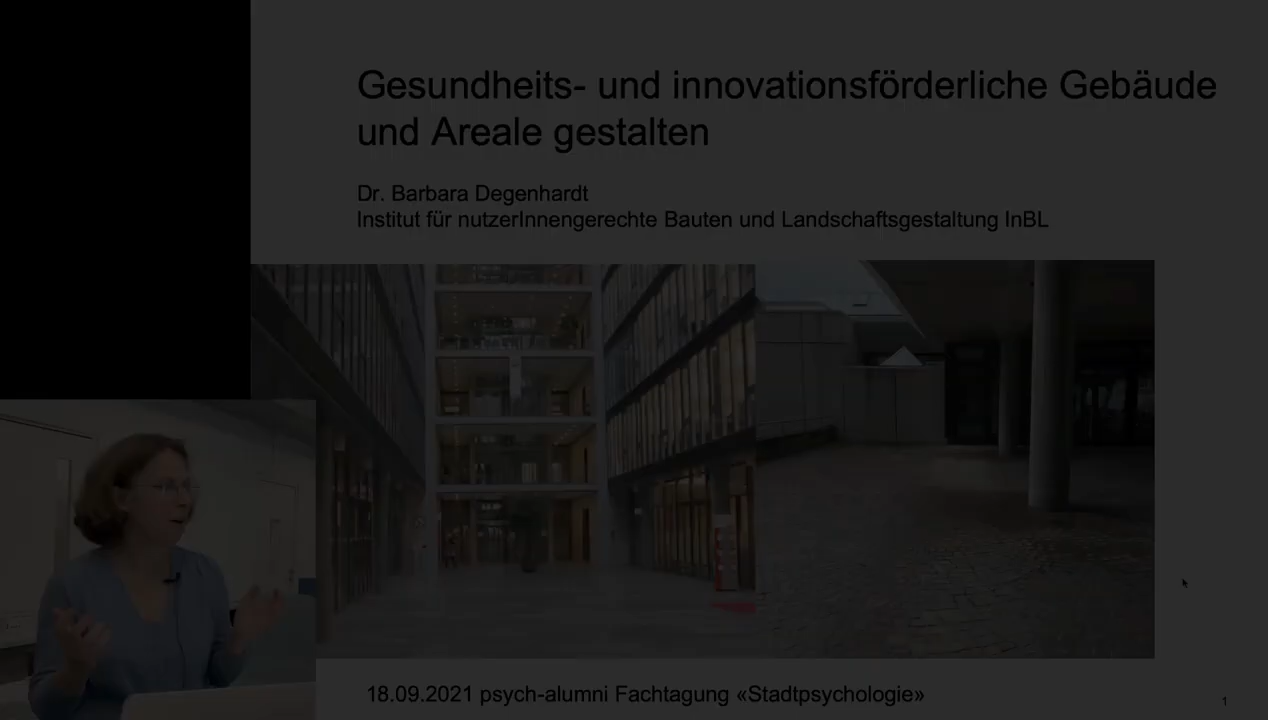 Gesundheits- und innovationsförderliche Gebäude
und Areale gestalten
Dr. Barbara Degenhardt
Institut für nutzerInnengerechte Bauten und Landschaftsgestaltung InBL
18.09.2021 psych-alumni Fachtagung «Stadtpsychologie»
1